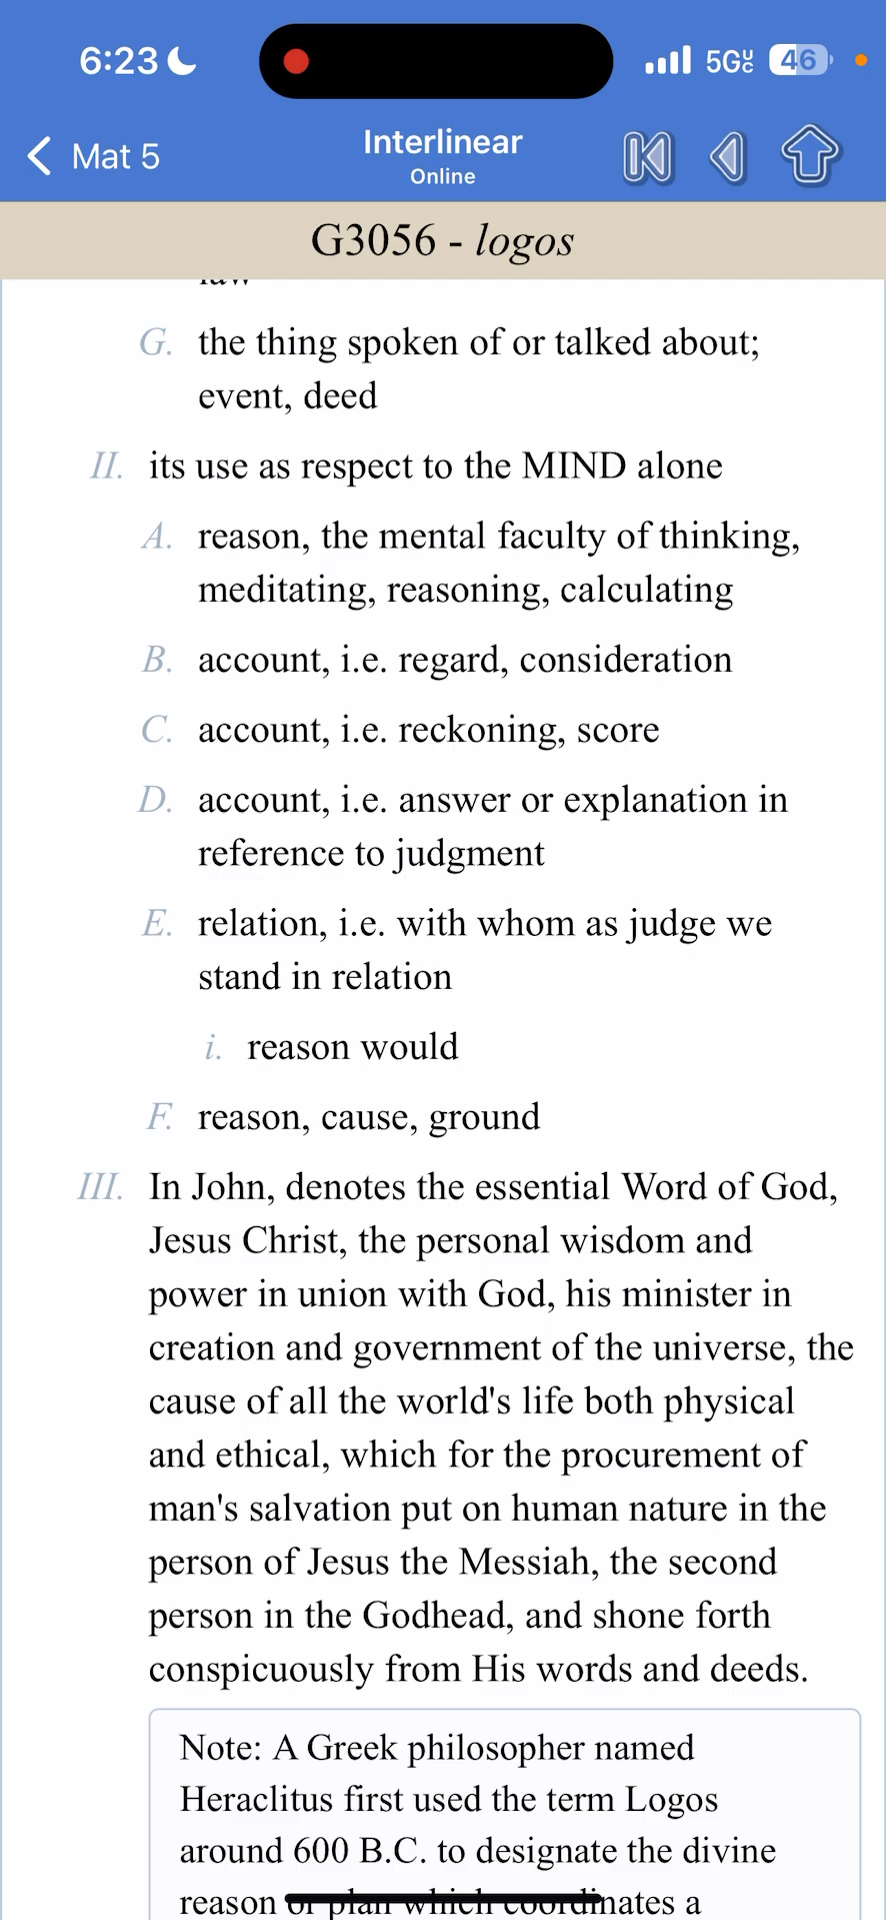 6:23
5G
46
Mat 5
Interlinear
Online
G3056 - logos
law
G. the thing spoken of or talked about;
event, deed
II. its use as respect to the MIND alone
A. reason, the mental faculty of thinking,
meditating, reasoning, calculating
B. account, i.e. regard, consideration
C. account, i.e. reckoning, score
D. account, i.e. answer or explanation in
reference to judgment
E. relation, i.e. with whom as judge we
stand in relation
i. reason would
F. reason, cause, ground
III. In John, denotes the essential Word of God,
Jesus Christ, the personal wisdom and
power in union with God, his minister in
creation and government of the universe, the
cause of all the world's life both physical
and ethical, which for the procurement of
man's salvation put on human nature in the
person of Jesus the Messiah, the second
person in the Godhead, and shone forth
conspicuously from His words and deeds.
Note: A Greek philosopher named
Heraclitus first used the term Logos
around 600 B.C. to designate the divine
reason or plan which coordinates a